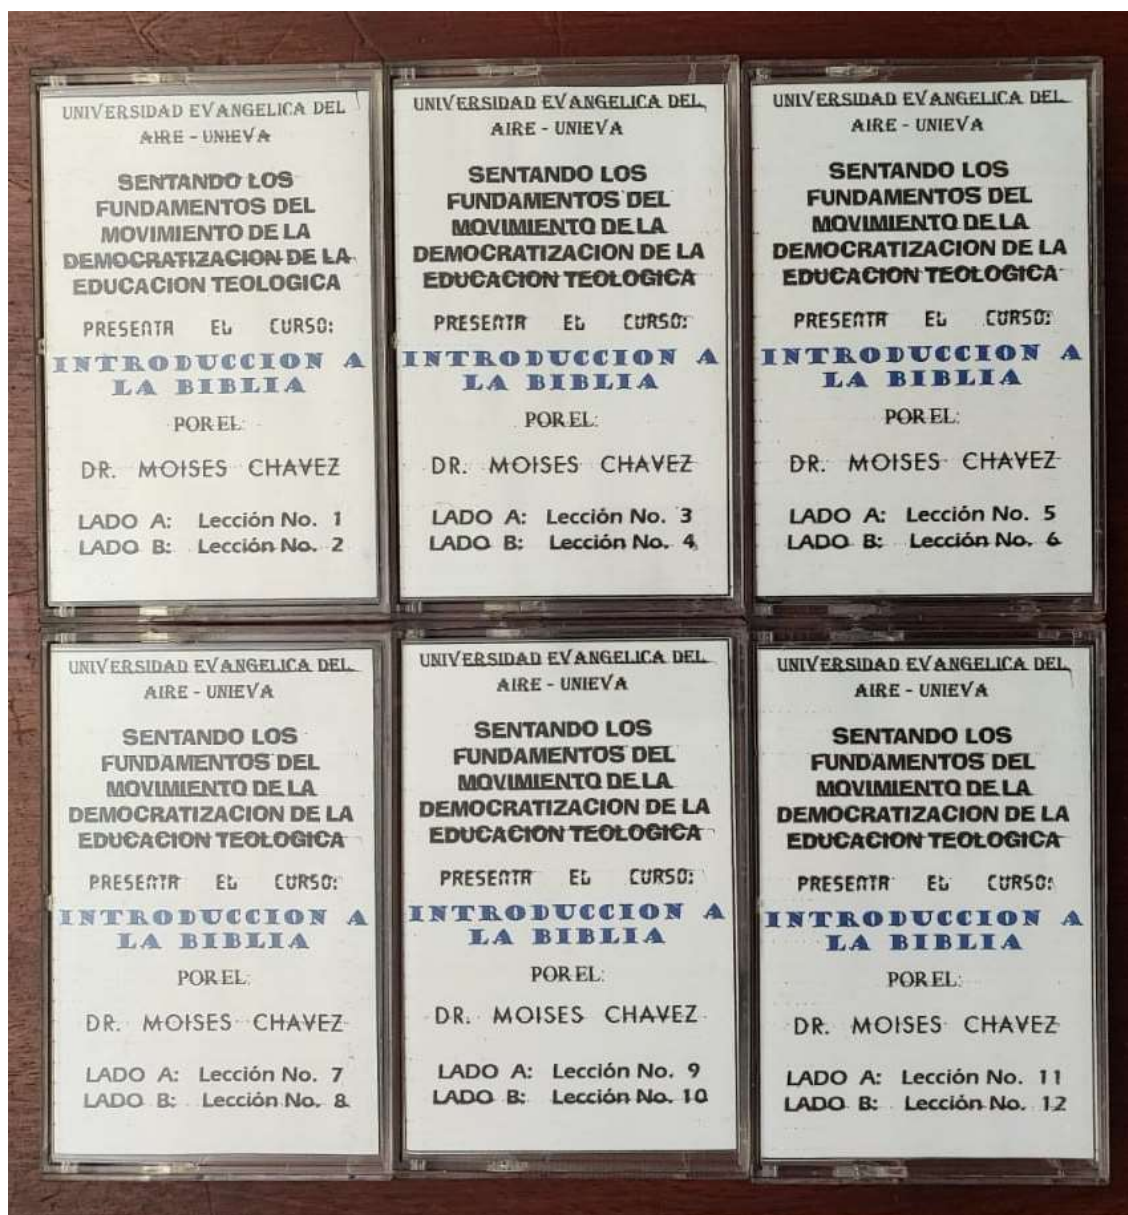 UNIVERSIDAD EVANGELICA DEL
AIRE - UNIEVA
SENTANDO LOS
FUNDAMENTOS DEL
MOVIMIENTO DE LA
DEMOCRATIZACION DE LA
EDUCACION TEOLOGICA
PRESENTA EL CURSO:
INTRODUCCION A
LA BIBLIA
POR EL:
DR. MOISES CHAVEZ
LADO A: Lección No. 1
LADO B: Lección No. 2
UNIVERSIDAD EVANGELICA DEL
AIRE - UNIEVA
SENTANDO LOS
FUNDAMENTOS DEL
MOVIMIENTO DE LA
DEMOCRATIZACION DE LA
EDUCACION TEOLOGICA
PRESENTA EL CURSO:
INTRODUCCION A
LA BIBLIA
POR EL:
DR. MOISES CHAVEZ
LADO A: Lección No. 3
LADO B: Lección No. 4
UNIVERSIDAD EVANGELICA DEL
AIRE - UNIEVA
SENTANDO LOS
FUNDAMENTOS DEL
MOVIMIENTO DE LA
DEMOCRATIZACION DE LA
EDUCACION TEOLOGICA
PRESENTA EL CURSO:
INTRODUCCION A
LA BIBLIA
POR EL:
DR. MOISES CHAVEZ
LADO A: Lección No. 5
LADO B: Lección No. 6
UNIVERSIDAD EVANGELICA DEL
AIRE - UNIEVA
SENTANDO LOS
FUNDAMENTOS DEL
MOVIMIENTO DE LA
DEMOCRATIZACION DE LA
EDUCACION TEOLOGICA
PRESENTA EL CURSO:
INTRODUCCION A
LA BIBLIA
POR EL:
DR. MOISES CHAVEZ
LADO A: Lección No. 7
LADO B: Lección No. 8
UNIVERSIDAD EVANGELICA DEL
AIRE - UNIEVA
SENTANDO LOS
FUNDAMENTOS DEL
MOVIMIENTO DE LA
DEMOCRATIZACION DE LA
EDUCACION TEOLOGICA
PRESENTA EL CURSO:
INTRODUCCION A
LA BIBLIA
POR EL:
DR. MOISES CHAVEZ
LADO A: Lección No. 9
LADO B: Lección No. 10
UNIVERSIDAD EVANGELICA DEL
AIRE - UNIEVA
SENTANDO LOS
FUNDAMENTOS DEL
MOVIMIENTO DE LA
DEMOCRATIZACION DE LA
EDUCACION TEOLOGICA
PRESENTA EL CURSO:
INTRODUCCION A
LA BIBLIA
POR EL:
DR. MOISES CHAVEZ
LADO A: Lección No. 11
LADO B: Lección No. 12